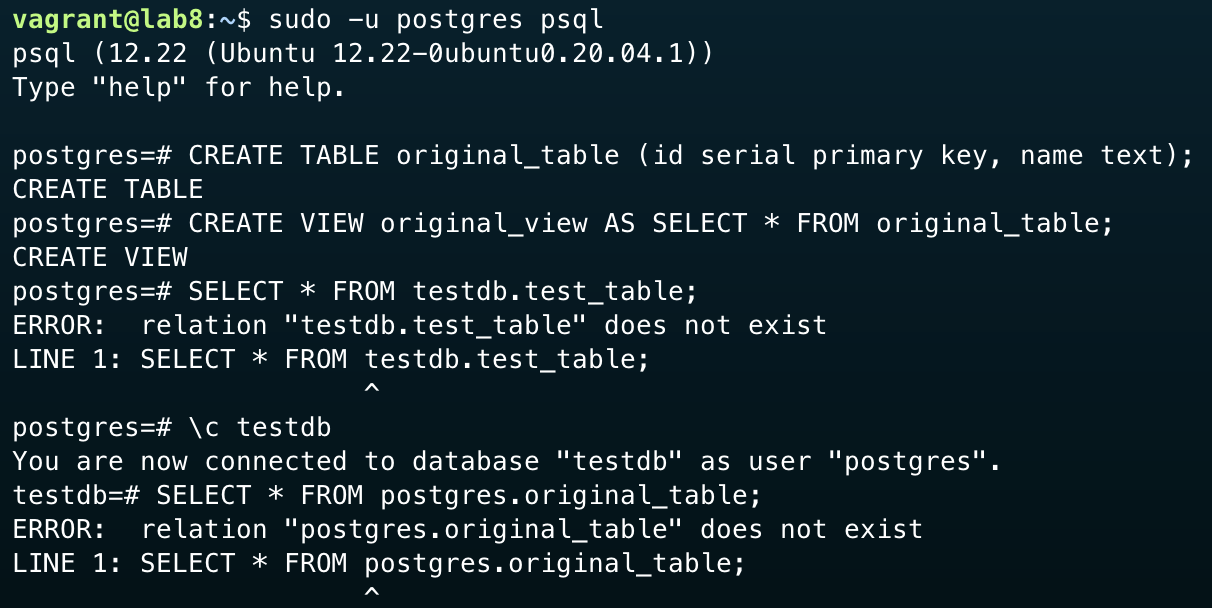 vagrant@lab8:~$ sudo -u postgres psql
psql (12.22 (Ubuntu 12.22-0ubuntu0.20.04.1))
Type "help" for help.
postgres=# CREATE TABLE original_table (id serial primary key, name text);
CREATE TABLE
postgres=# CREATE VIEW original_view AS SELECT * FROM original_table;
CREATE VIEW
postgres=# SELECT * FROM testdb.test_table;
ERROR:  relation "testdb.test_table" does not exist
LINE 1: SELECT * FROM testdb.test_table;
                      ^
postgres=# \c testdb
You are now connected to database "testdb" as user "postgres".
testdb=# SELECT * FROM postgres.original_table;
ERROR:  relation "postgres.original_table" does not exist
LINE 1: SELECT * FROM postgres.original_table;
                      ^